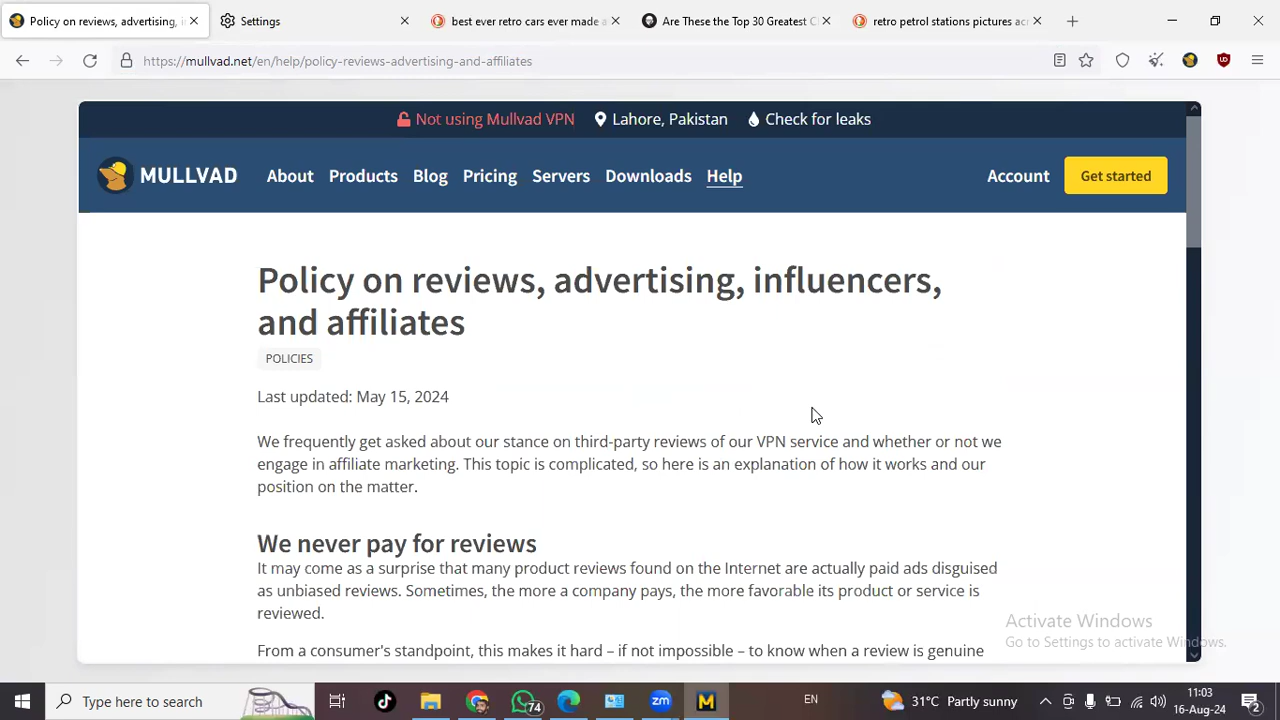 Policy on reviews, advertising, i
Settings
best ever retro cars ever made a
Are These the Top 30 Greatest C
retro petrol stations pictures acr
https://mullvad.net/en/help/policy-reviews-advertising-and-affiliates
Not using Mullvad VPN
Lahore, Pakistan
Check for leaks
MULLVAD
About
Products
Blog
Pricing
Servers
Downloads
Help
Account
Get started
Policy on reviews, advertising, influencers,
and affiliates
POLICIES
Last updated: May 15, 2024
We frequently get asked about our stance on third-party reviews of our VPN service and whether or not we
engage in affiliate marketing. This topic is complicated, so here is an explanation of how it works and our
position on the matter.
We never pay for reviews
It may come as a surprise that many product reviews found on the Internet are actually paid ads disguised
as unbiased reviews. Sometimes, the more a company pays, the more favorable its product or service is
reviewed.
From a consumer's standpoint, this makes it hard – if not impossible – to know when a review is genuine
Activate Windows
Go to Settings to activate Windows.
Type here to search
74
EN
31°C Partly sunny
11:03
16-Aug-24
2